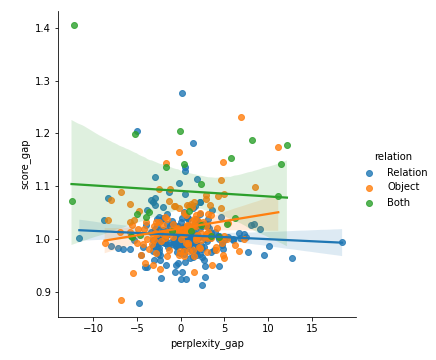 1.4
1.3
1.2
1.1
1.0
0.9
score_gap
−10
−5
0
5
10
15
perplexity_gap
relation
Relation
Object
Both